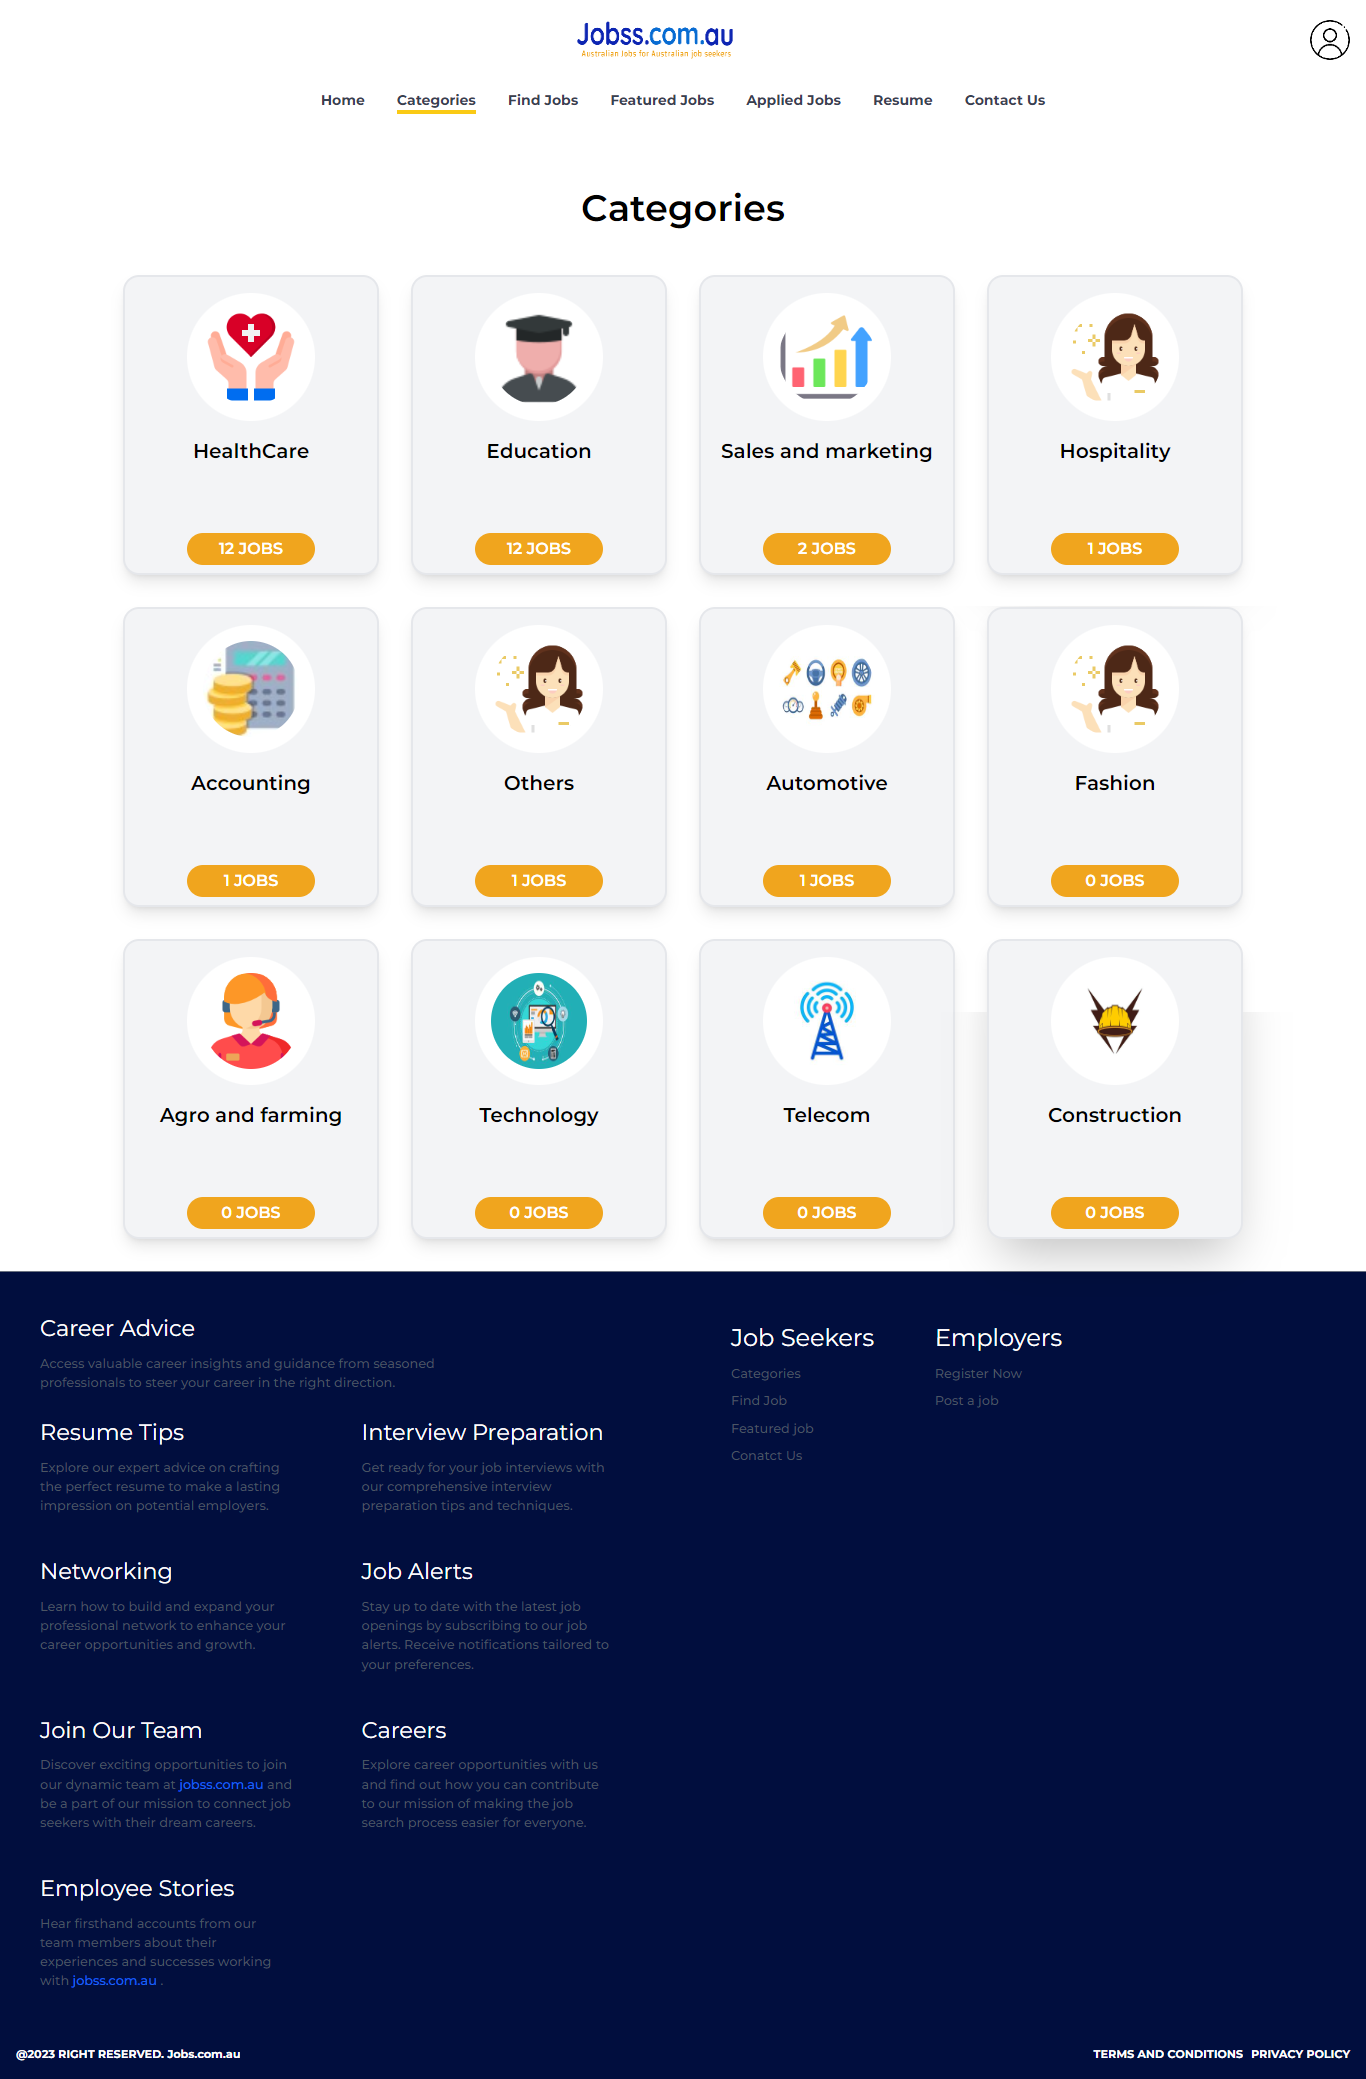 Jobss.com.au
Australian Jobs for Australian job seekers
Home Categories Find Jobs Featured Jobs Applied Jobs Resume Contact Us
Categories
HealthCare
12 JOBS
Education
12 JOBS
Sales and marketing
2 JOBS
Hospitality
1 JOBS
Accounting
1 JOBS
Others
1 JOBS
Automotive
1 JOBS
Fashion
0 JOBS
Agro and farming
0 JOBS
Technology
0 JOBS
Telecom
0 JOBS
Construction
0 JOBS
Career Advice
Access valuable career insights and guidance from seasoned
professionals to steer your career in the right direction.
Resume Tips
Explore our expert advice on crafting
the perfect resume to make a lasting
impression on potential employers.
Interview Preparation
Get ready for your job interviews with
our comprehensive interview
preparation tips and techniques.
Networking
Learn how to build and expand your
professional network to enhance your
career opportunities and growth.
Job Alerts
Stay up to date with the latest job
openings by subscribing to our job
alerts. Receive notifications tailored to
your preferences.
Join Our Team
Discover exciting opportunities to join
our dynamic team at jobss.com.au and
be a part of our mission to connect job
seekers with their dream careers.
Careers
Explore career opportunities with us
and find out how you can contribute
to our mission of making the job
search process easier for everyone.
Employee Stories
Hear firsthand accounts from our
team members about their
experiences and successes working
with jobss.com.au .
Job Seekers
Categories
Find Job
Featured job
Conatct Us
Employers
Register Now
Post a job
@2023 RIGHT RESERVED. Jobs.com.au
TERMS AND CONDITIONS PRIVACY POLICY